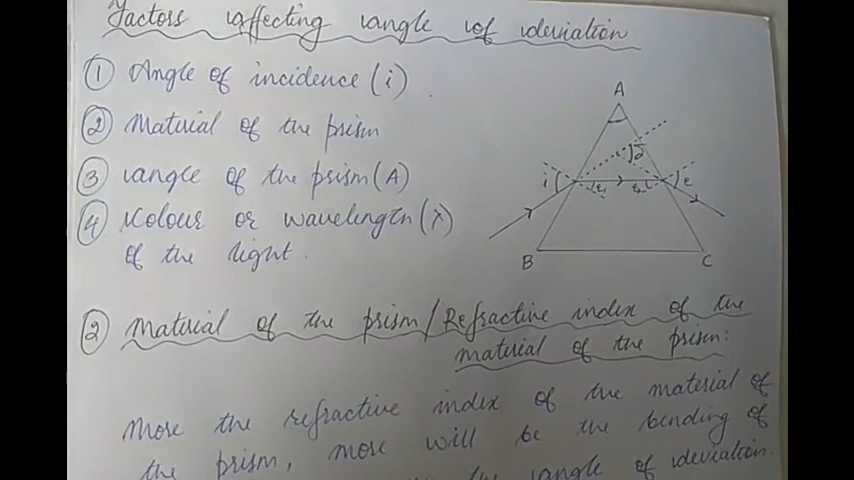 Factors affecting angle of deviation
① Angle of incidence (i)
② Material of the prism
③ angle of the prism (A)
④ Colour or wavelength (λ)
of the light
A
i
r₁
r₂
e
δ
B
C
② Material of the prism / Refractive index of the
material of the prism:
More the refractive index of the material of
the prism, more will be the bending of
the angle of deviation.